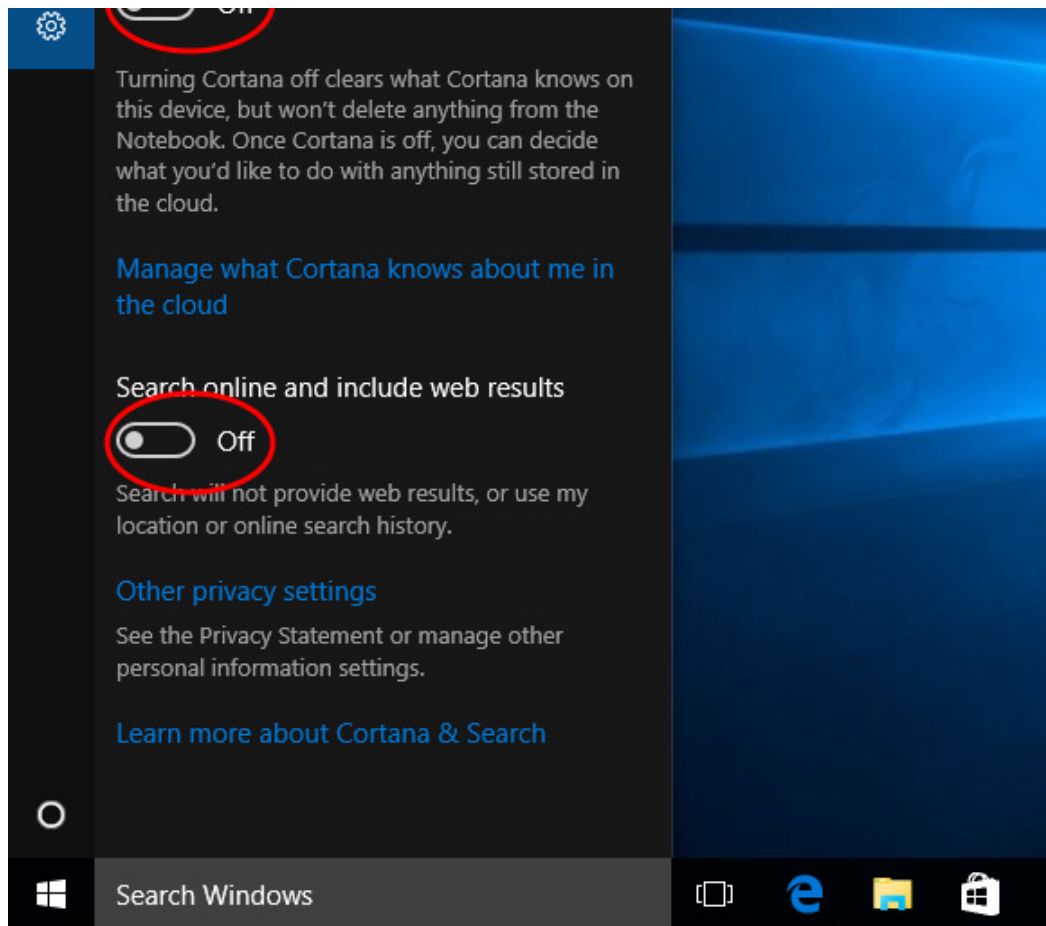 Off
Turning Cortana off clears what Cortana knows on
this device, but won't delete anything from the
Notebook. Once Cortana is off, you can decide
what you'd like to do with anything still stored in
the cloud.
Manage what Cortana knows about me in
the cloud
Search online and include web results
Off
Search will not provide web results, or use my
location or online search history.
Other privacy settings
See the Privacy Statement or manage other
personal information settings.
Learn more about Cortana & Search
Search Windows